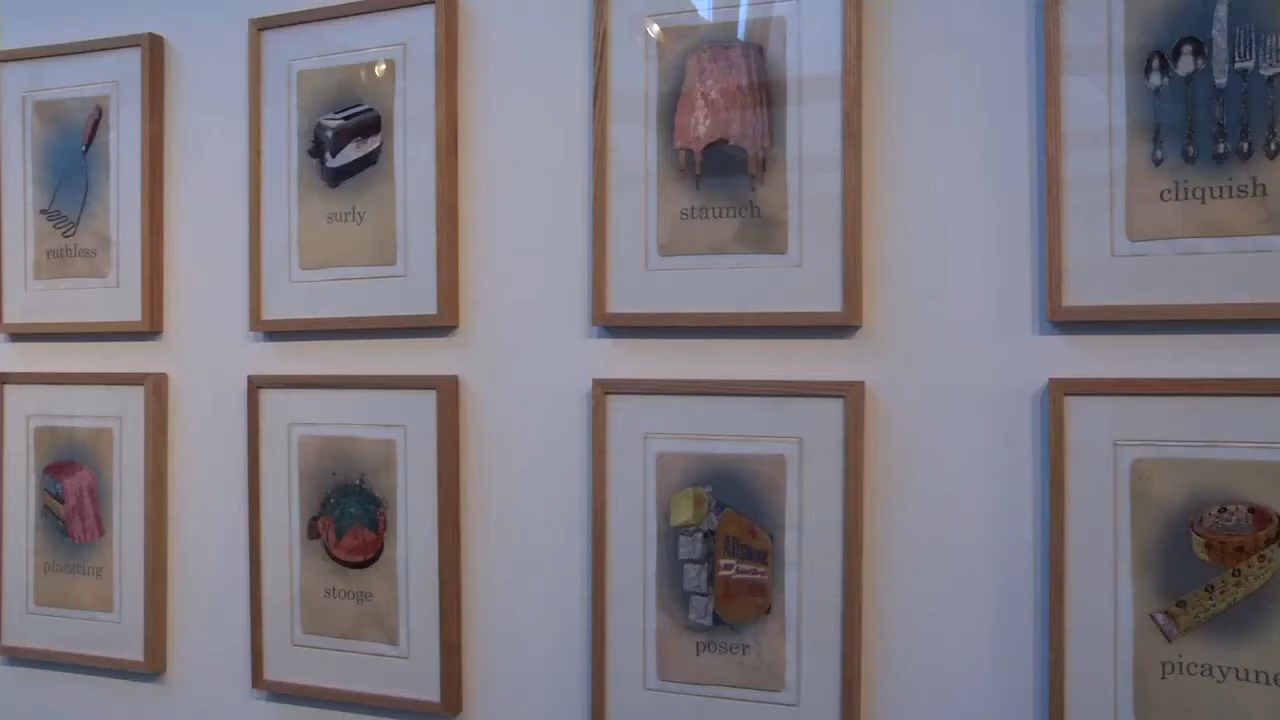 ruthless
surly
staunch
cliquish
placating
stooge
poser
picayune